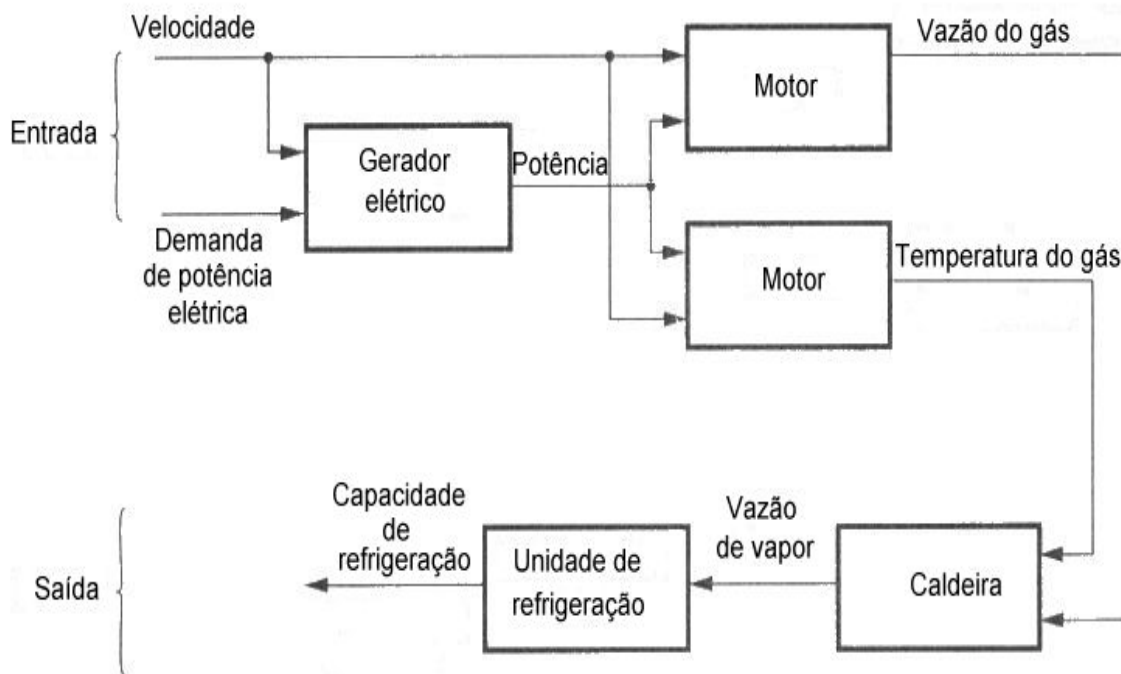 Velocidade
Vazão do gás
Motor
Entrada
Gerador
elétrico
Potência
Demanda
de potência
elétrica
Motor
Temperatura do gás
Capacidade
de
refrigeração
Vazão
de vapor
Saída
Unidade de
refrigeração
Caldeira